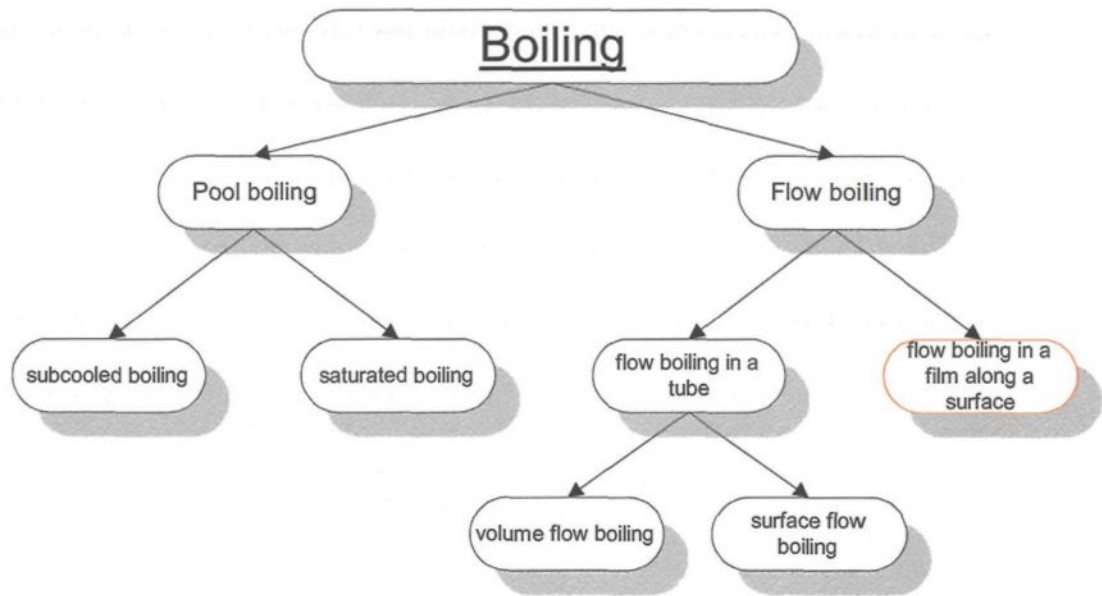 Boiling
Pool boiling
Flow boiling
subcooled boiling
saturated boiling
flow boiling in a
tube
flow boiling in a
film along a
surface
volume flow boiling
surface flow
boiling